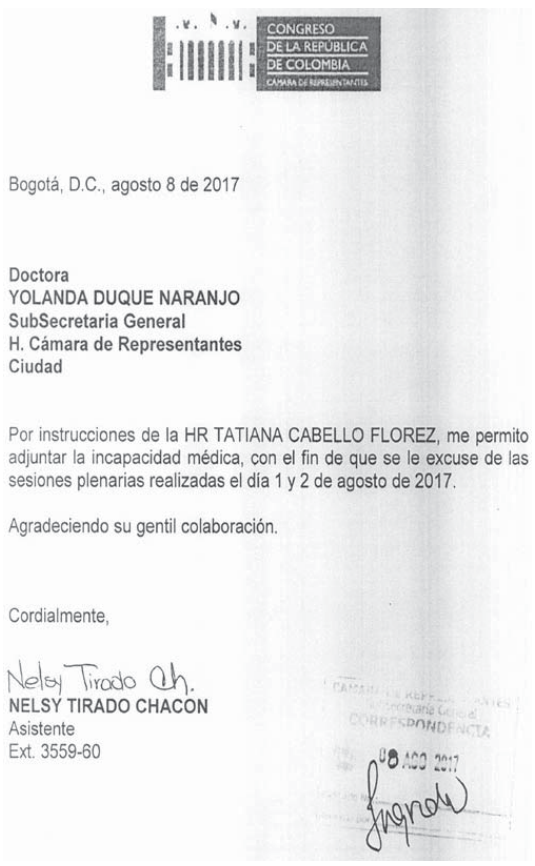 CONGRESO
DE LA REPÚBLICA
DE COLOMBIA
CÁMARA DE REPRESENTANTES
Bogotá, D.C., agosto 8 de 2017
Doctora
YOLANDA DUQUE NARANJO
SubSecretaria General
H. Cámara de Representantes
Ciudad
Por instrucciones de la HR TATIANA CABELLO FLOREZ, me permito
adjuntar la incapacidad médica, con el fin de que se le excuse de las
sesiones plenarias realizadas el día 1 y 2 de agosto de 2017.
Agradeciendo su gentil colaboración.
Cordialmente,
Nelsy Tirado Ch.
NELSY TIRADO CHACON
Asistente
Ext. 3559-60
CORRESPONDENCIA
08 AGO 2017